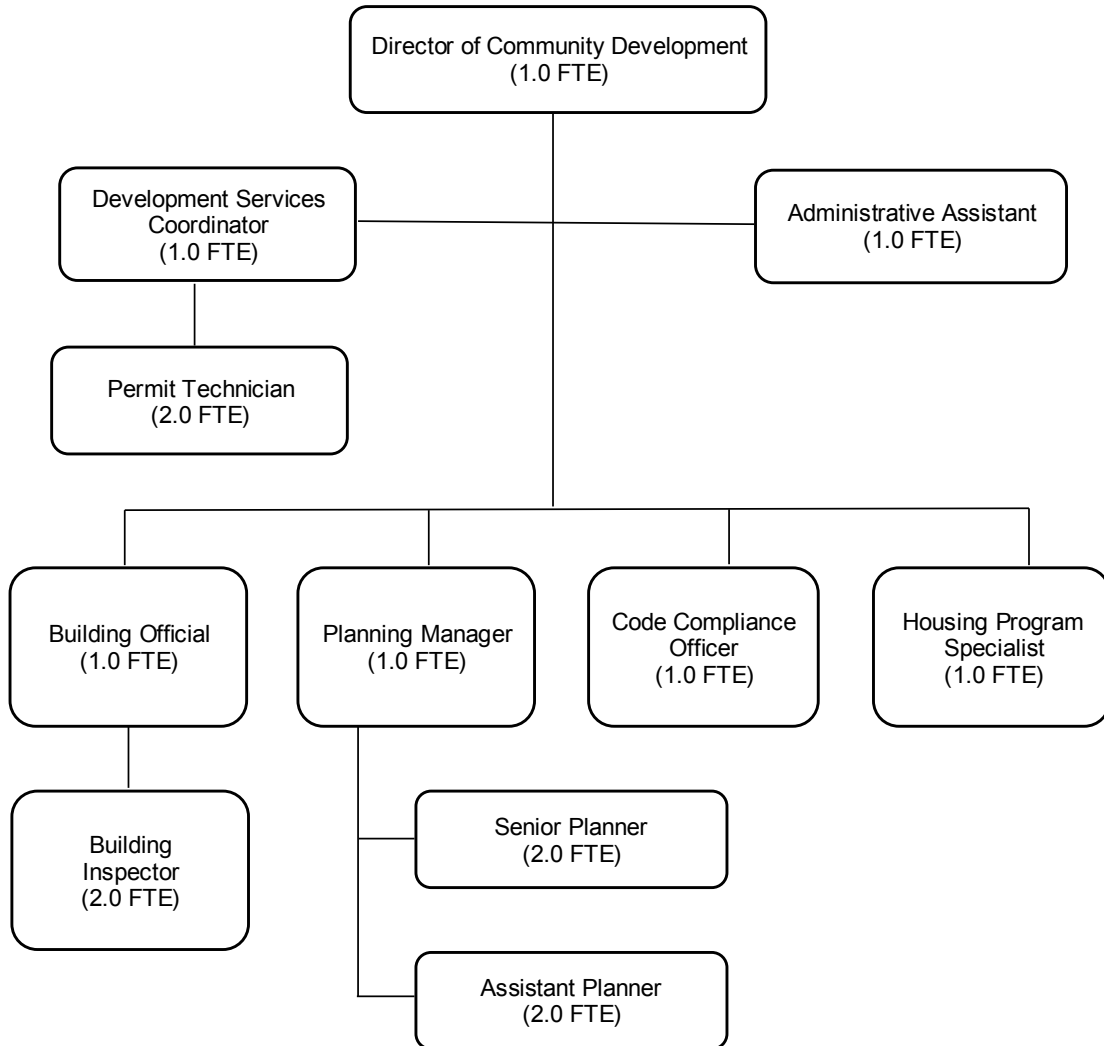 Director of Community Development
(1.0 FTE)
Development Services
Coordinator
(1.0 FTE)
Administrative Assistant
(1.0 FTE)
Permit Technician
(2.0 FTE)
Building Official
(1.0 FTE)
Planning Manager
(1.0 FTE)
Code Compliance
Officer
(1.0 FTE)
Housing Program
Specialist
(1.0 FTE)
Building
Inspector
(2.0 FTE)
Senior Planner
(2.0 FTE)
Assistant Planner
(2.0 FTE)